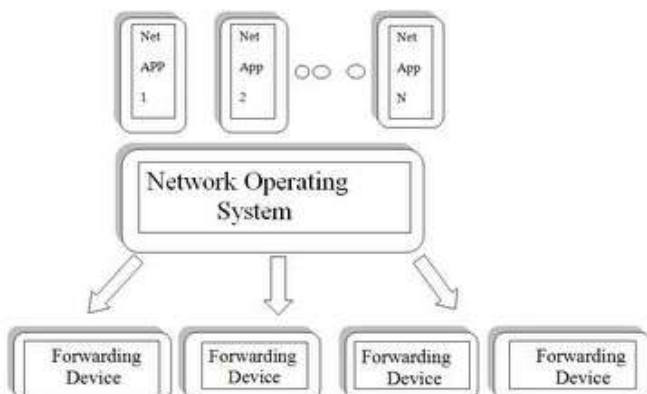 Net
APP
1
Net
App
2
Net
App
N
Network Operating
System
Forwarding
Device
Forwarding
Device
Forwarding
Device
Forwarding
Device